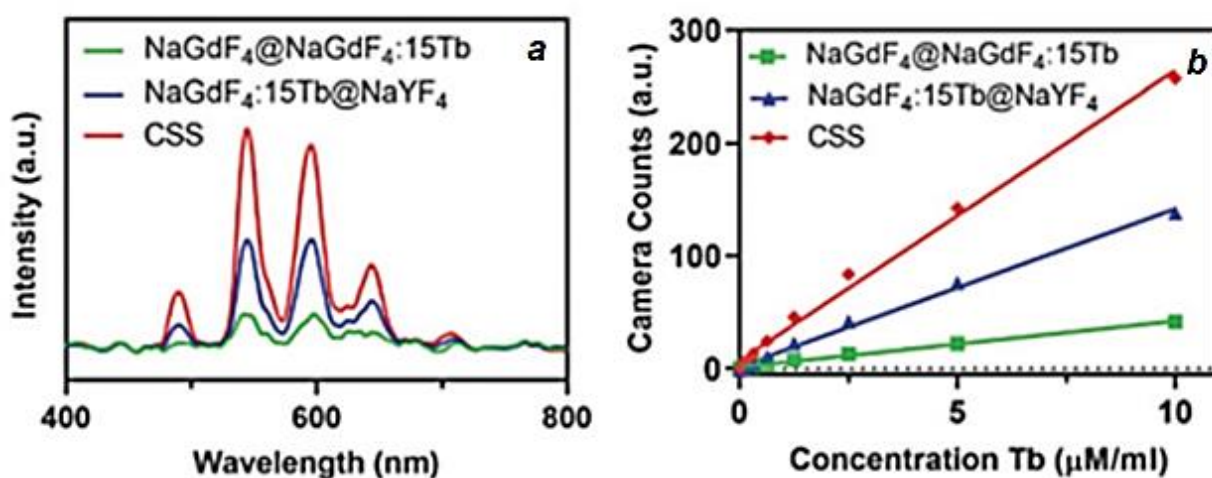 NaGdF₄@NaGdF₄:15Tb
a
NaGdF₄:15Tb@NaYF₄
CSS
Intensity (a.u.)
400
600
800
Wavelength (nm)
300
NaGdF₄@NaGdF₄:15Tb
b
NaGdF₄:15Tb@NaYF₄
CSS
200
100
0
Camera Counts (a.u.)
0
5
10
Concentration Tb (μM/ml)